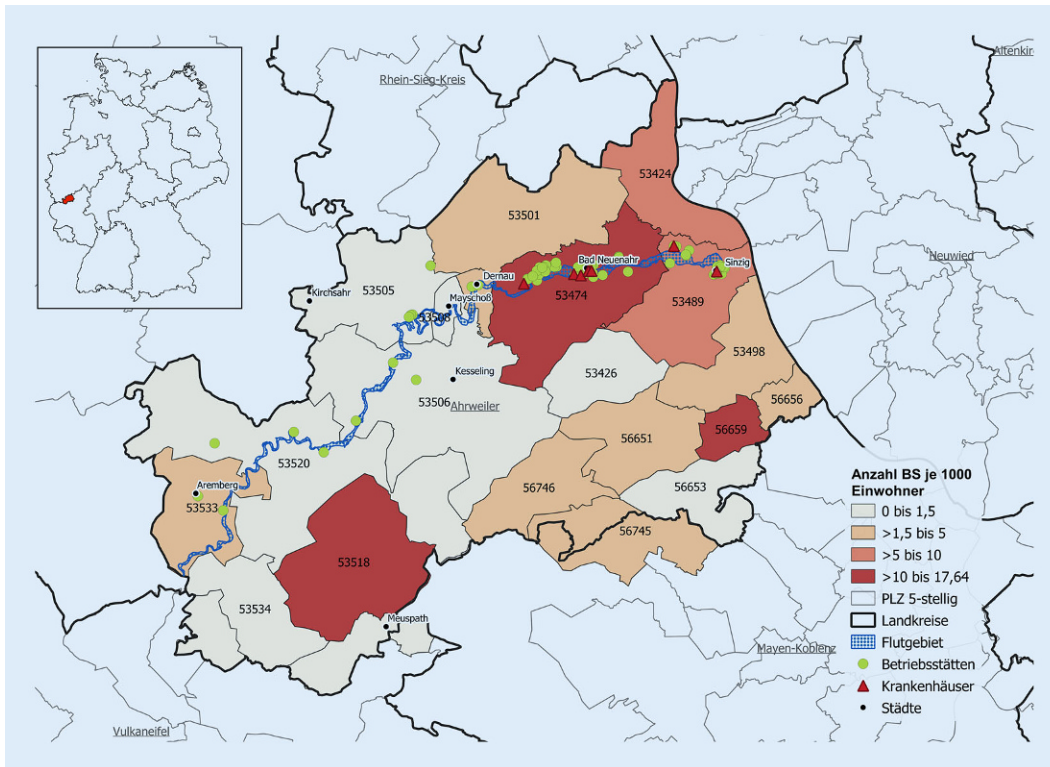 Altenkir
Rhein-Sieg-Kreis
53424
53501
Neuwied
Bad Neuenahr
Sinzig
Dernau
Kirchsahr
53505
Mayschoß
53508
53474
53489
53498
Kesseling
53426
53506
Ahrweiler
56656
56659
56651
53520
Aremberg
53533
56746
56653
56745
53518
53534
Meuspath
Mayen-Koblenz
Vulkaneifel
Anzahl BS je 1000
Einwohner
0 bis 1,5
>1,5 bis 5
>5 bis 10
>10 bis 17,64
PLZ 5-stellig
Landkreise
Flutgebiet
Betriebsstätten
Krankenhäuser
Städte